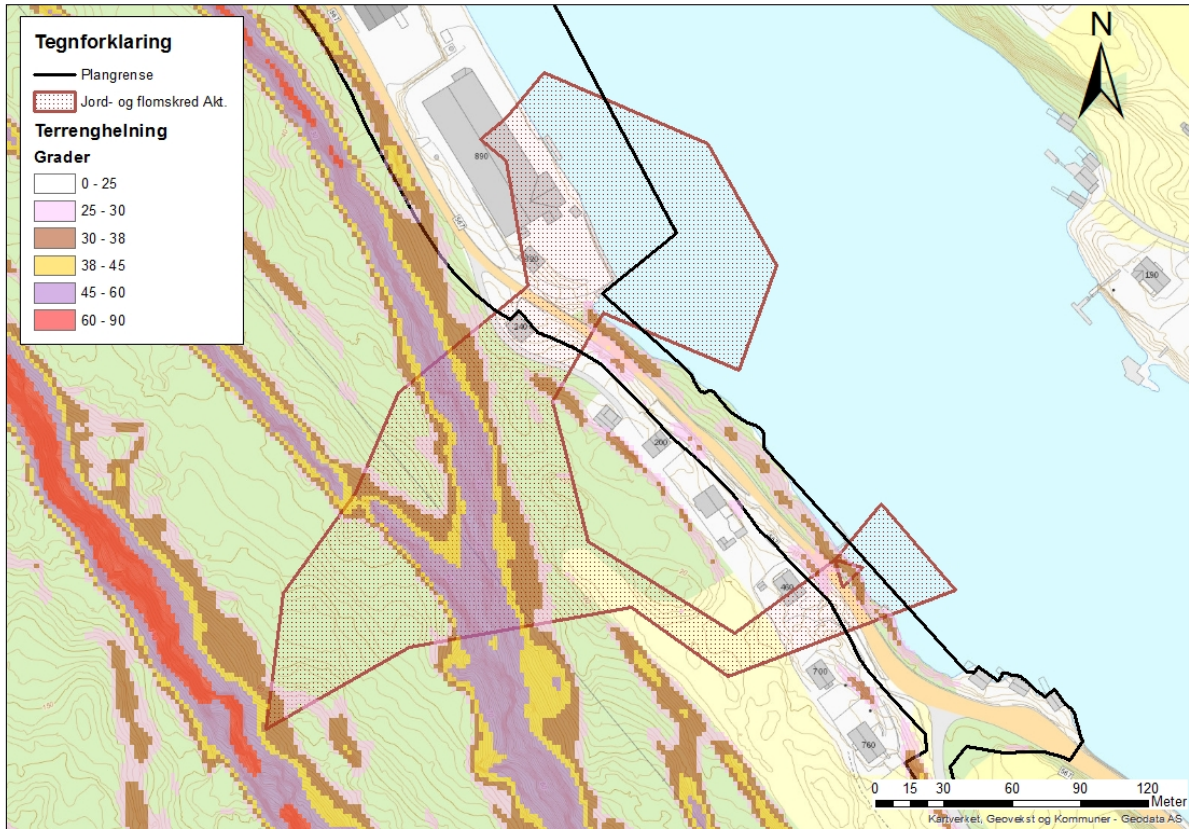 Tegnforklaring
Plangrense
Jord- og flomskred Akt.
Terrenghelning
Grader
0 - 25
25 - 30
30 - 38
38 - 45
45 - 60
60 - 90
N
890
240
200
460
700
760
190
567
0 15 30 60 90 120
Meter
Kartverket, Geovekst og Kommuner - Geodata AS